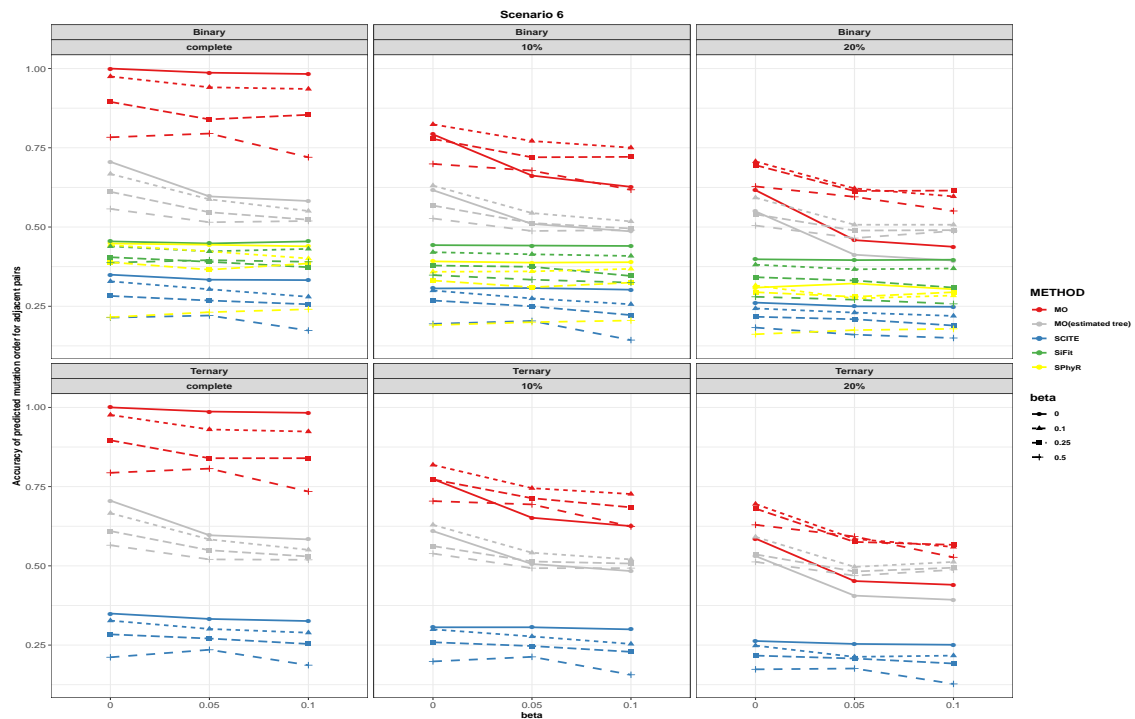 Scenario 6
Binary
Binary
Binary
complete
10%
20%
1.00
0.75
0.50
0.25
Ternary
Ternary
Ternary
complete
10%
20%
1.00
0.75
0.50
0.25
0
0.05
0.1
0
0.05
0.1
0
0.05
0.1
beta
Accuracy of predicted mutation order for adjacent pairs
METHOD
MO
MO(estimated tree)
SCITE
SiFit
SPhyR
beta
0
0.1
0.25
0.5